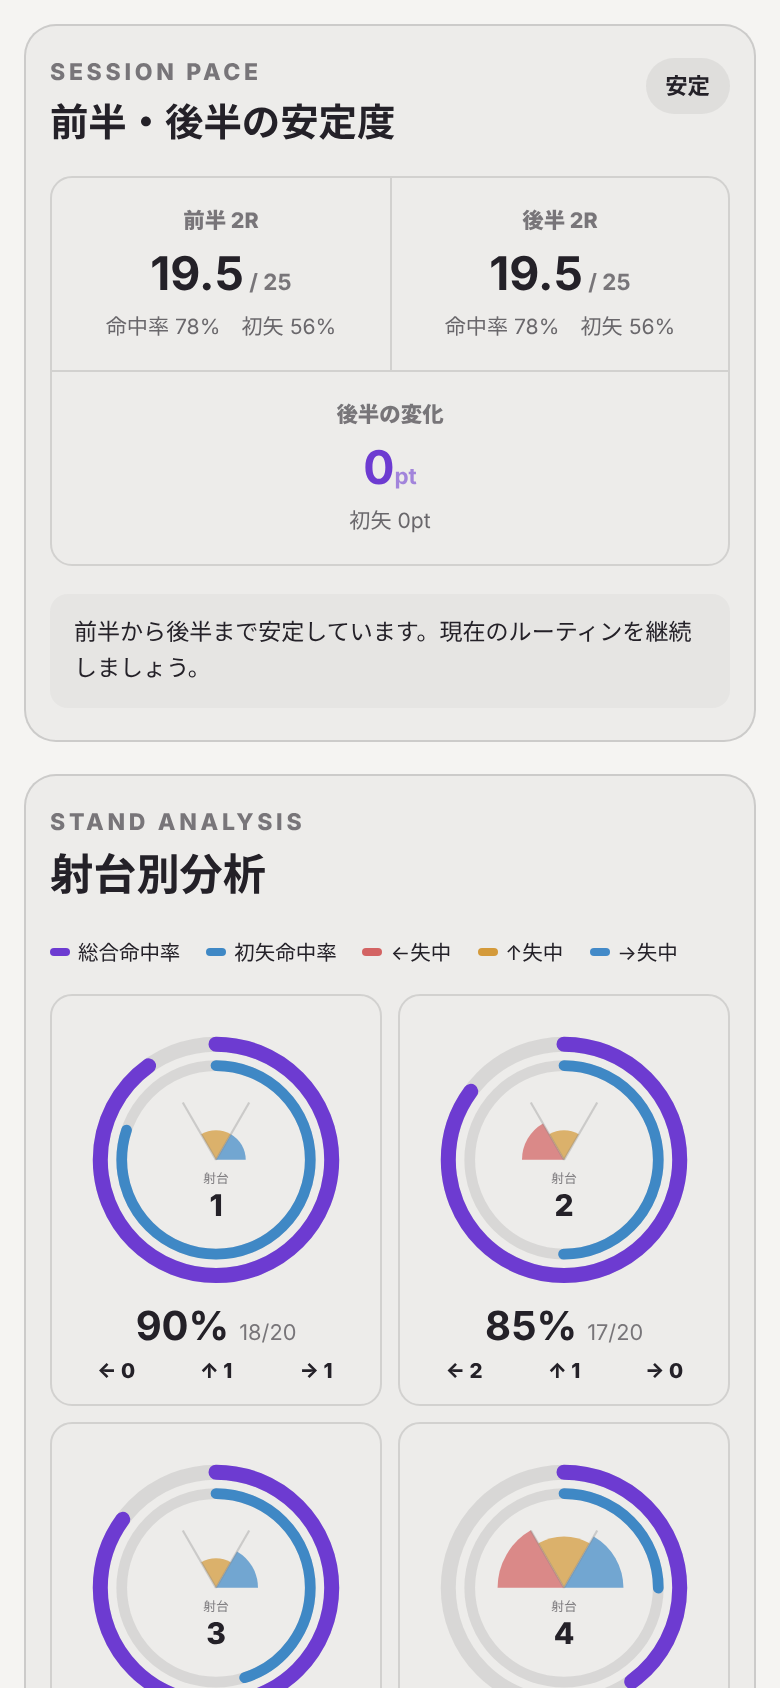 SESSION PACE
前半・後半の安定度
安定
前半 2R
19.5 / 25
命中率 78% 初矢 56%
後半 2R
19.5 / 25
命中率 78% 初矢 56%
後半の変化
0pt
初矢 0pt
前半から後半まで安定しています。現在のルーティンを継続
しましょう。
STAND ANALYSIS
射台別分析
総合命中率 初矢命中率 ←失中 ↑失中 →失中
射台
1
90% 18/20
← 0 ↑ 1 → 1
射台
2
85% 17/20
← 2 ↑ 1 → 0
射台
3
射台
4